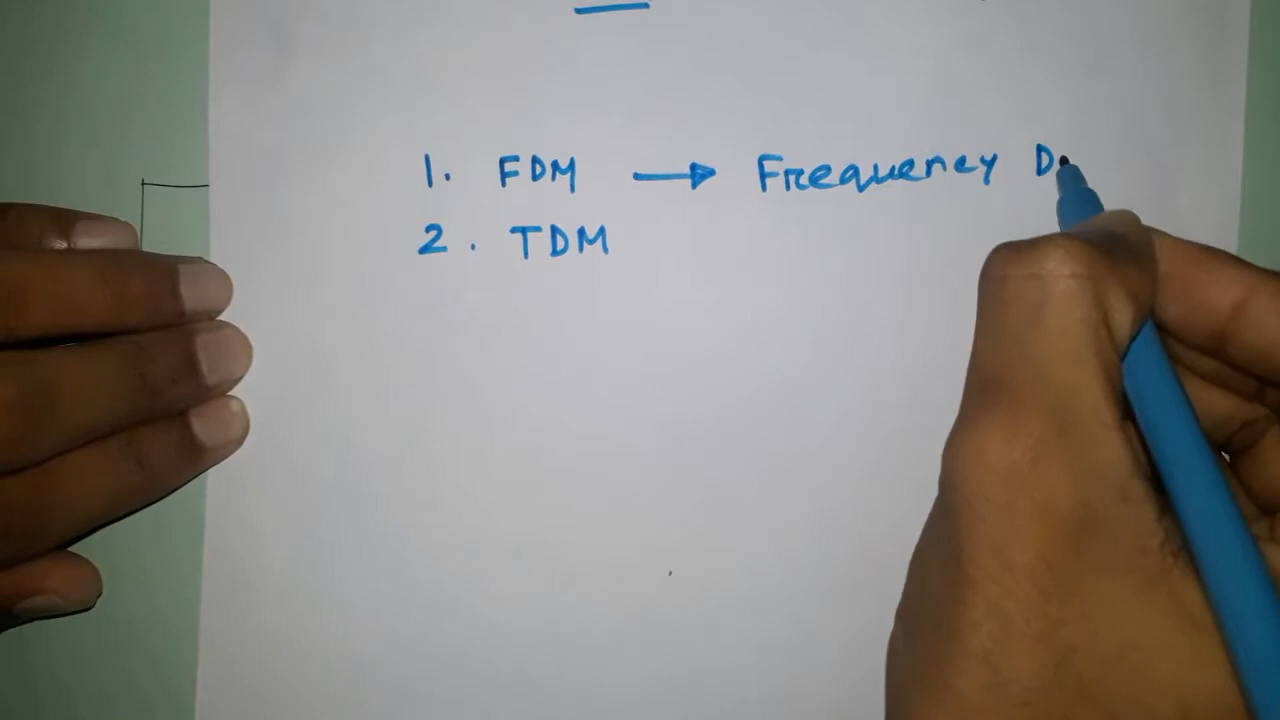 1. FDM → Frequency D
2. TDM